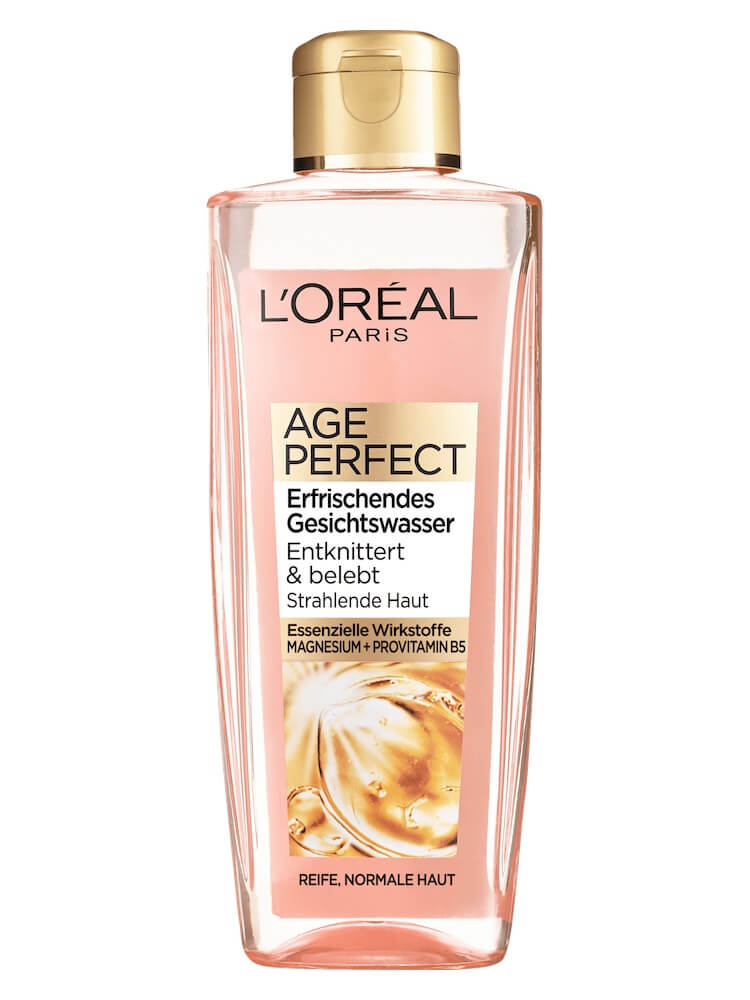 L'ORÉAL
PARiS
AGE
PERFECT
Erfrischendes
Gesichtswasser
Entknittert
& belebt
Strahlende Haut
Essenzielle Wirkstoffe
MAGNESIUM + PROVITAMIN B5
REIFE, NORMALE HAUT